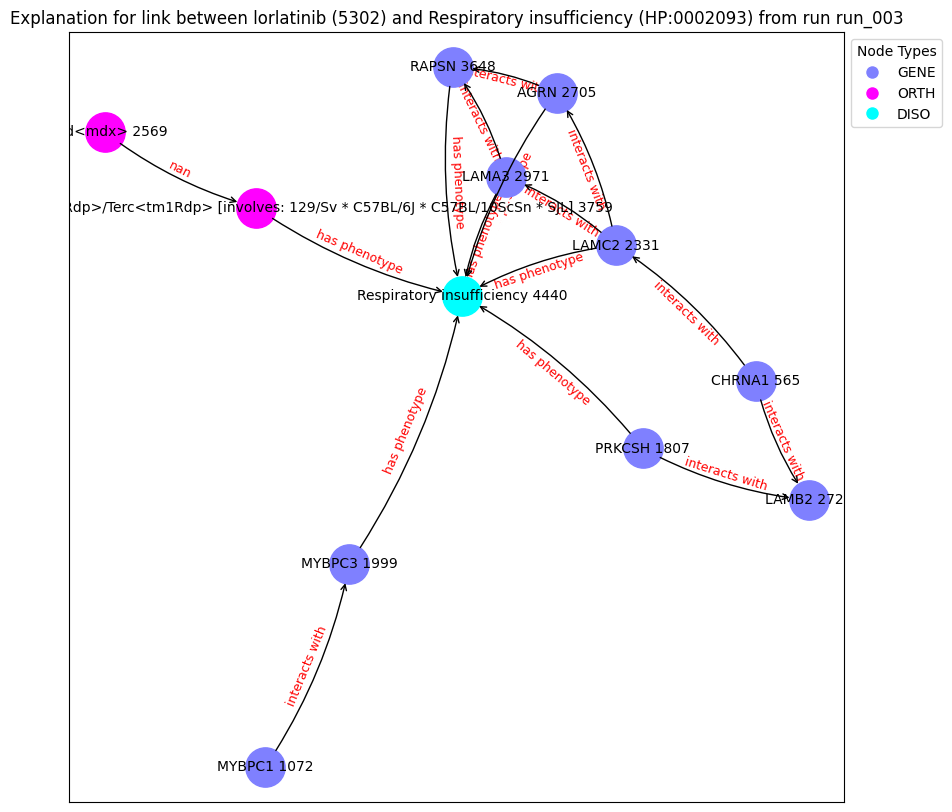 Explanation for link between lorlatinib (5302) and Respiratory insufficiency (HP:0002093) from run run_003
Node Types
GENE
ORTH
DISO
RAPSN 3648
interacts with
AGRN 2705
d<mdx> 2569
nan
interacts with
has phenotype
interacts with
LAMA3 2971
interacts with
Rdp>/Terc<tm1Rdp> [involves: 129/Sv * C57BL/6J * C57BL/10ScSn * SJL] 3759
has phenotype
has phenotype
LAMC2 2331
has phenotype
Respiratory insufficiency 4440
interacts with
has phenotype
CHRNA1 565
has phenotype
interacts with
PRKCSH 1807
interacts with
LAMB2 272
MYBPC3 1999
interacts with
MYBPC1 1072